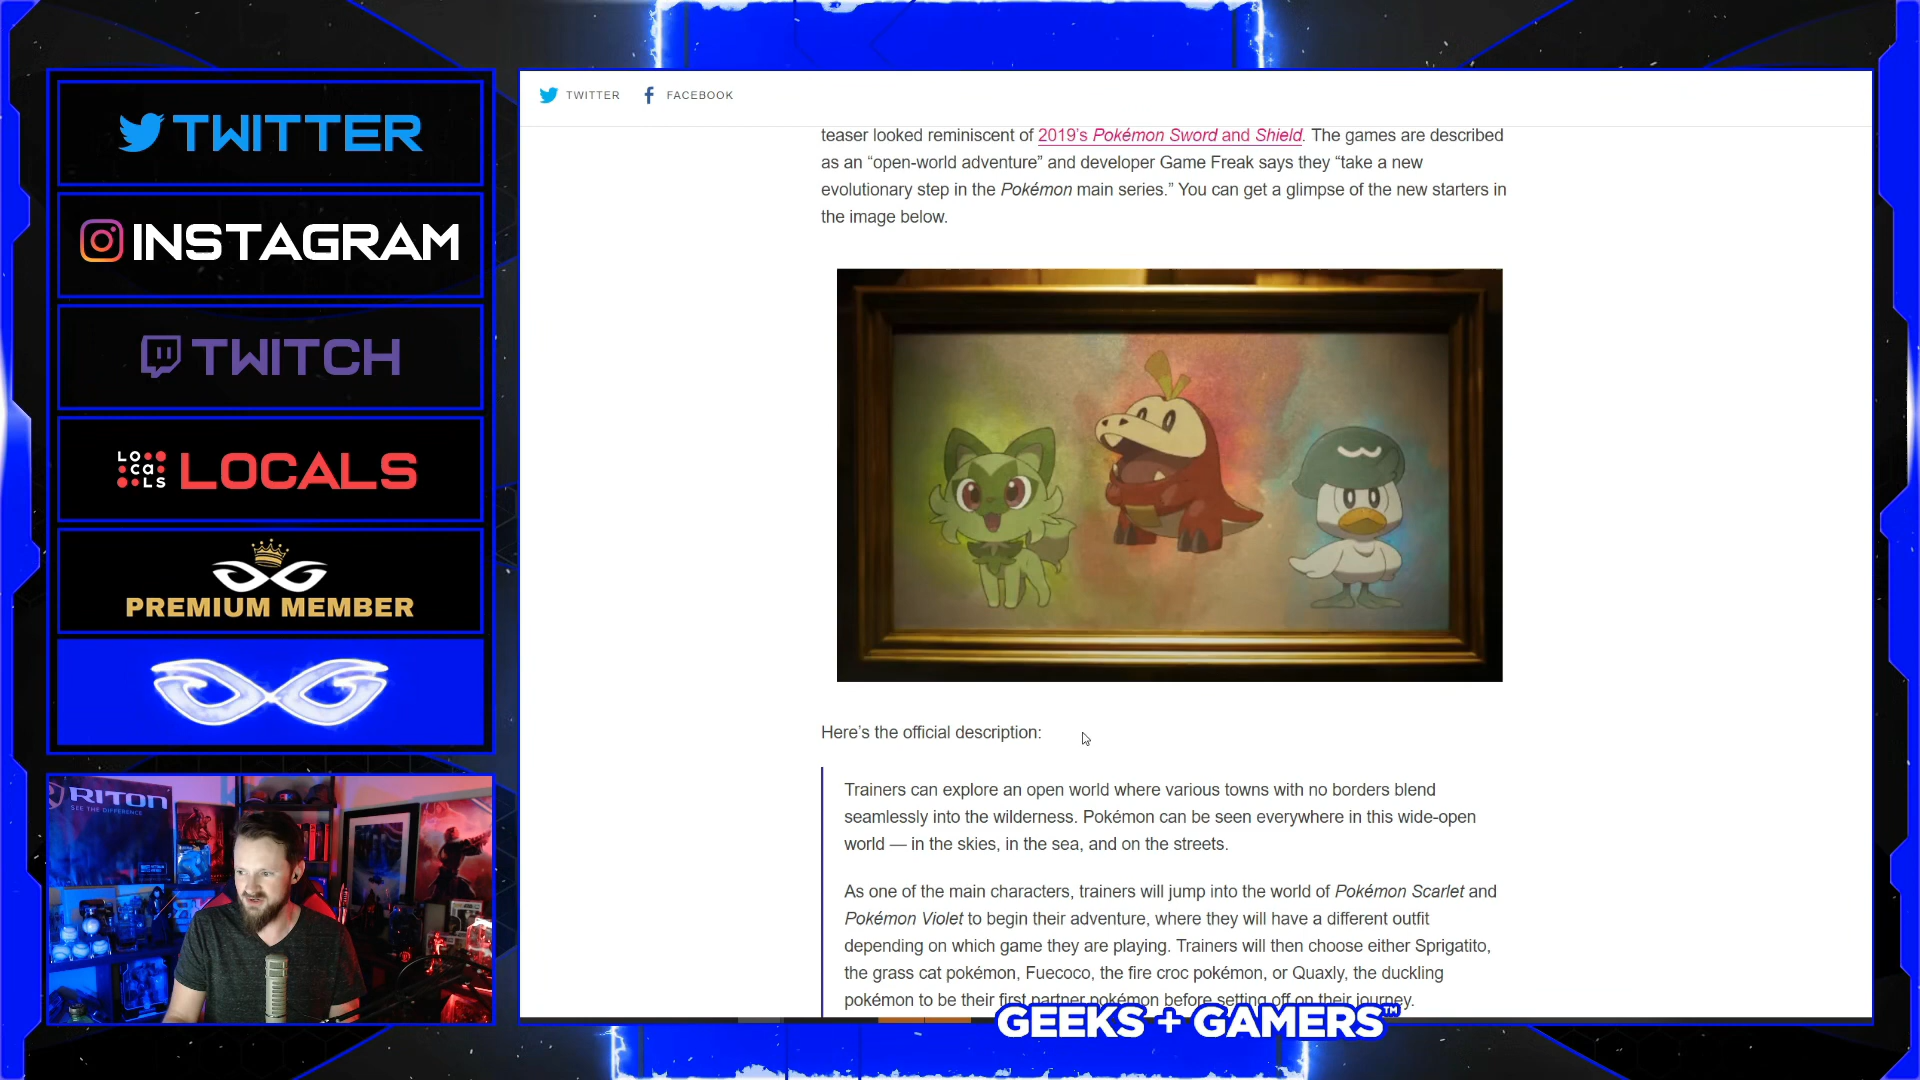 TWITTER
INSTAGRAM
TWITCH
LOCALS
LOCALS
PREMIUM MEMBER
RITON
SEE THE DIFFERENCE
TWITTER FACEBOOK
teaser looked reminiscent of 2019's Pokémon Sword and Shield. The games are described
as an “open-world adventure” and developer Game Freak says they “take a new
evolutionary step in the Pokémon main series.” You can get a glimpse of the new starters in
the image below.
Here's the official description:
Trainers can explore an open world where various towns with no borders blend
seamlessly into the wilderness. Pokémon can be seen everywhere in this wide-open
world — in the skies, in the sea, and on the streets.
As one of the main characters, trainers will jump into the world of Pokémon Scarlet and
Pokémon Violet to begin their adventure, where they will have a different outfit
depending on which game they are playing. Trainers will then choose either Sprigatito,
the grass cat pokémon, Fuecoco, the fire croc pokémon, or Quaxly, the duckling
pokémon to be their first partner pokémon before setting off on their journey.
GEEKS + GAMERS™